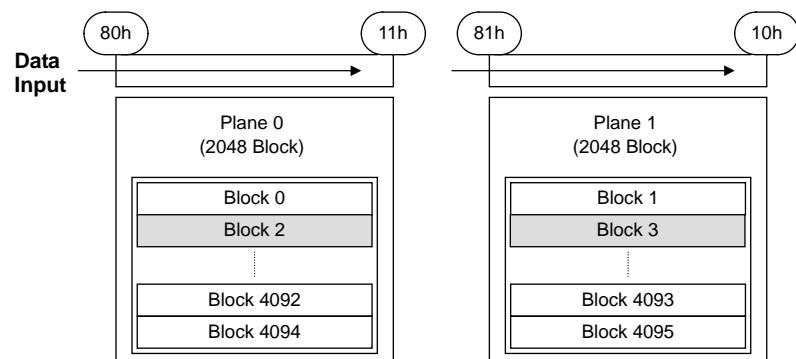 80h
11h
81h
10h
Data
Input
Plane 0
(2048 Block)
Block 0
Block 2
Block 4092
Block 4094
Plane 1
(2048 Block)
Block 1
Block 3
Block 4093
Block 4095